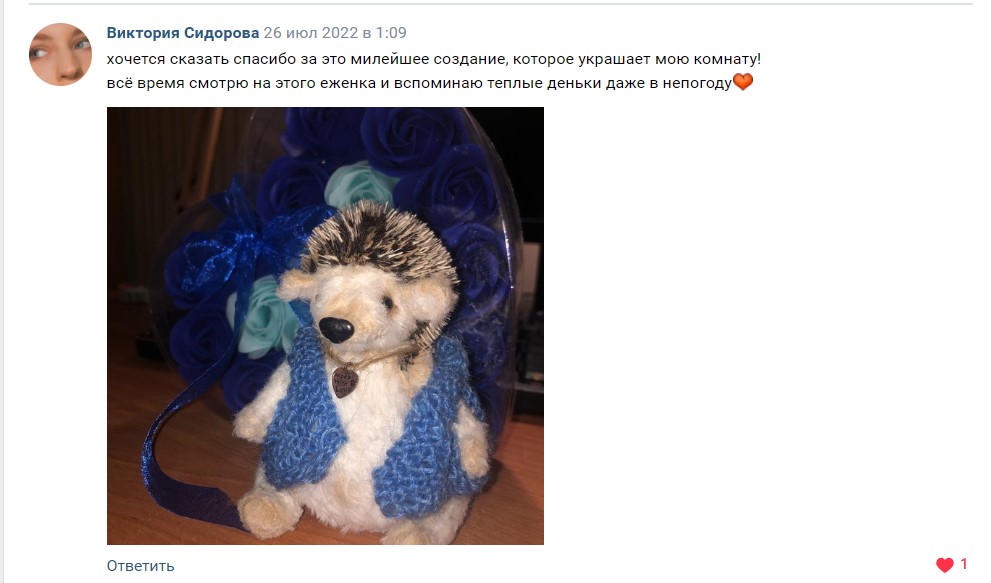 Виктория Сидорова 26 июл 2022 в 1:09
хочется сказать спасибо за это милейшее создание, которое украшает мою комнату!
всё время смотрю на этого еженка и вспоминаю теплые деньки даже в непогоду❤
Ответить
1